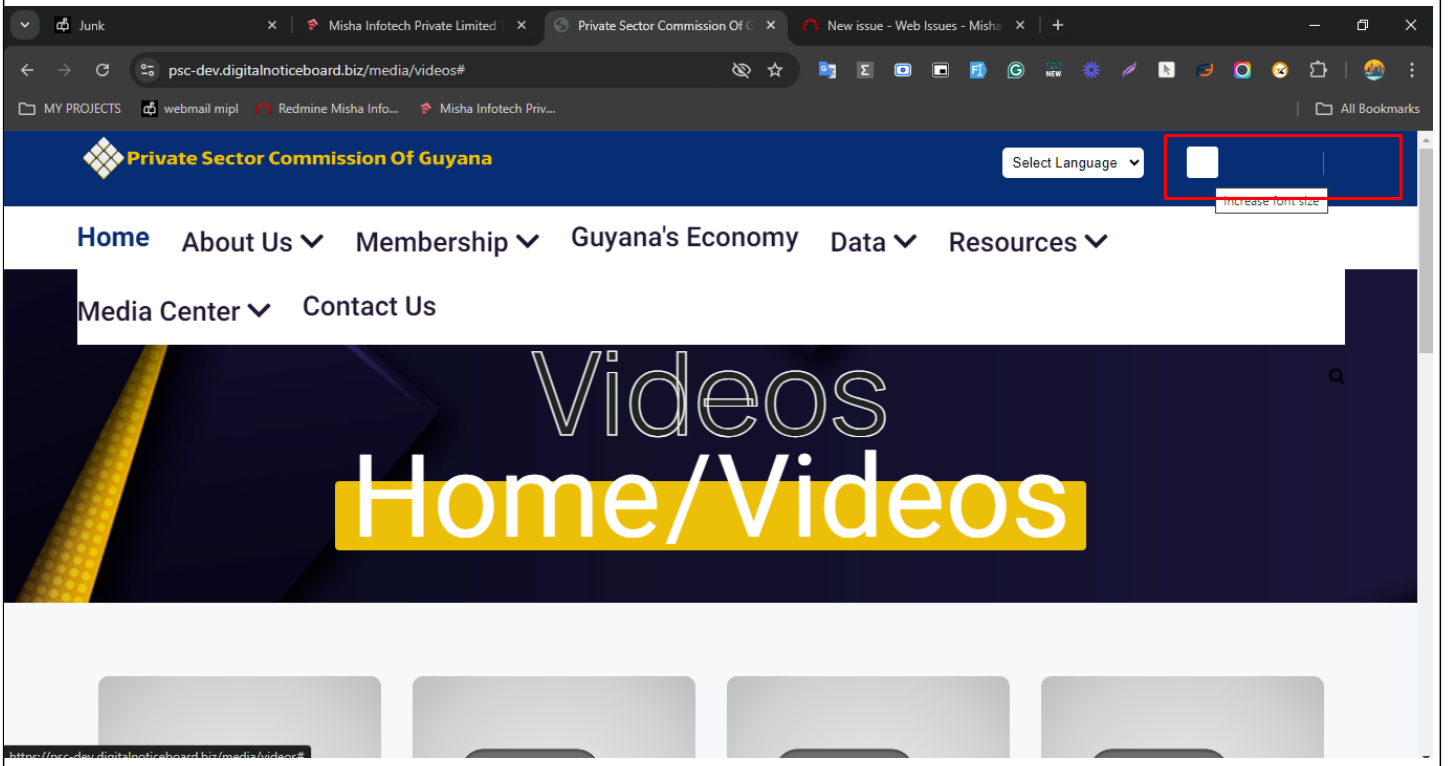 Junk
Misha Infotech Private Limited
Private Sector Commission Of G
New issue - Web Issues - Misha
psc-dev.digitalnoticeboard.biz/media/videos#
NEW
MY PROJECTS
webmail mipl
Redmine Misha Info...
Misha Infotech Priv...
All Bookmarks
Private Sector Commission Of Guyana
Select Language
Increase font size
Home
About Us
Membership
Guyana's Economy
Data
Resources
Media Center
Contact Us
Videos
Home/Videos
https://psc-dev.digitalnoticeboard.biz/media/videos#